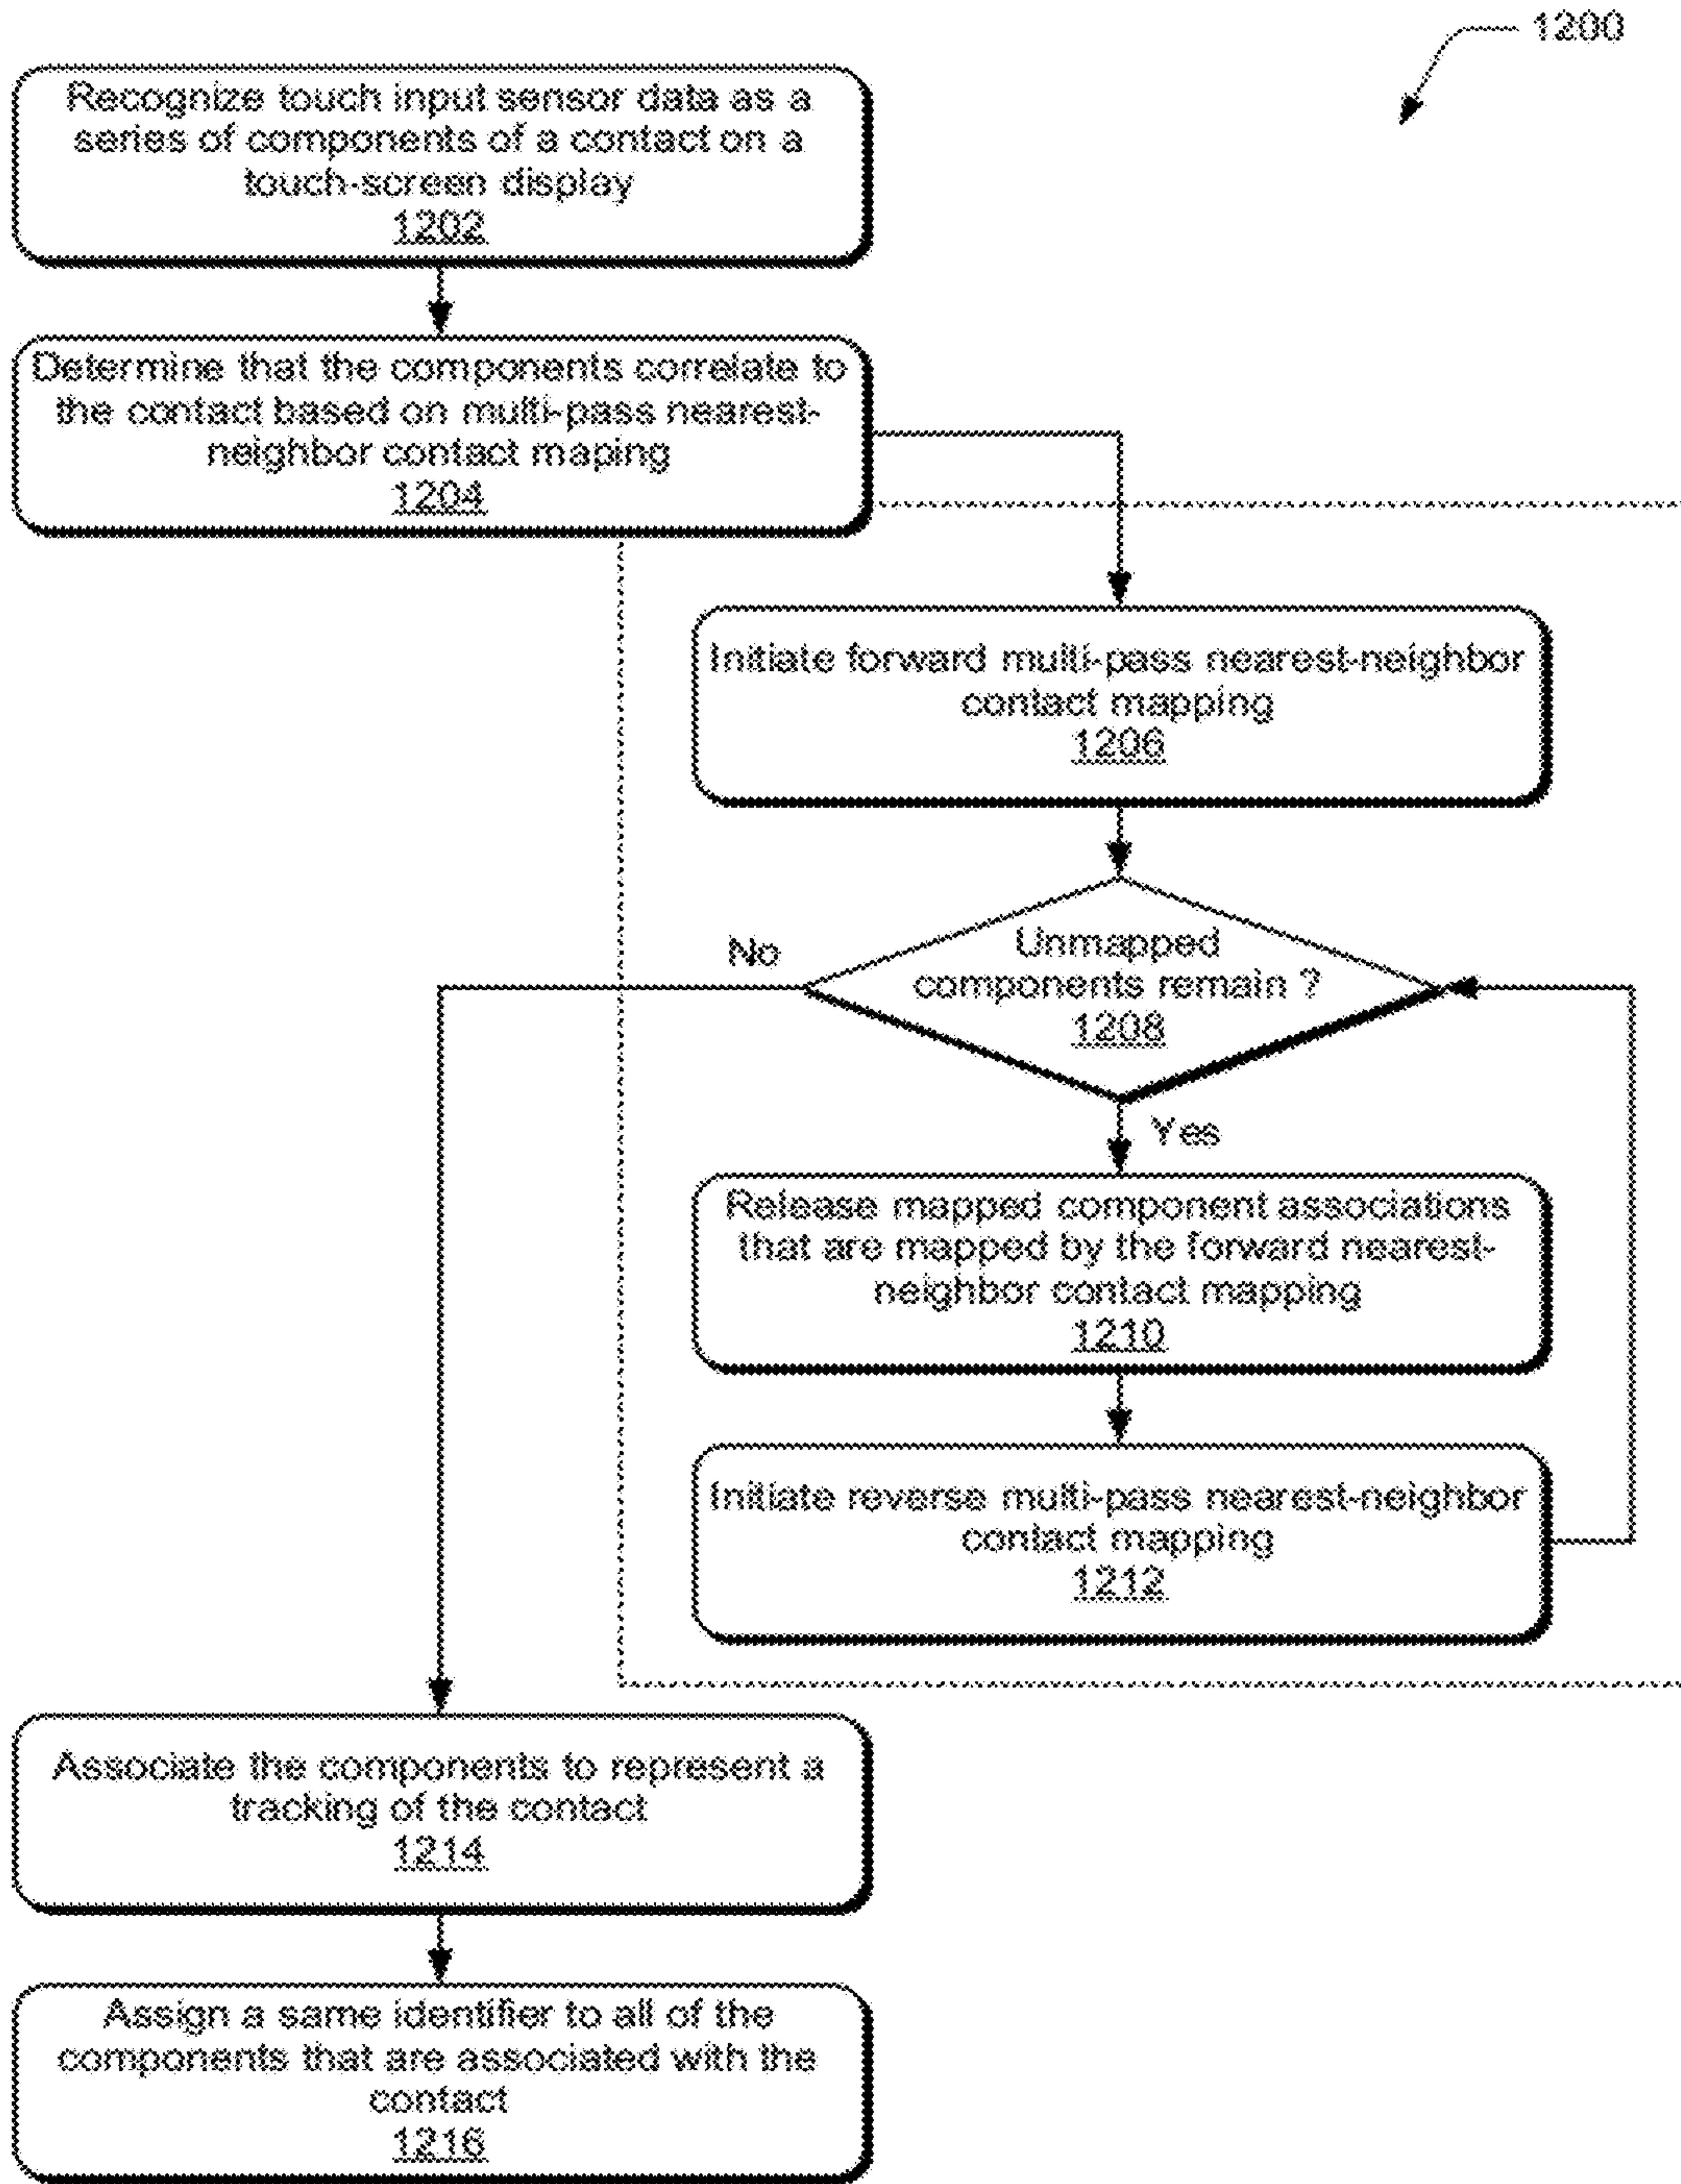 1200
Recognize touch input sensor data as a
series of components of a contact on a
touch-screen display
1202
Determine that the components correlate to
the contact based on multi-pass nearest-
neighbor contact maping
1204
Initiate forward multi-pass nearest-neighbor
contact mapping
1206
No
Unmapped
components remain ?
1208
Yes
Release mapped component associations
that are mapped by the forward nearest-
neighbor contact mapping
1210
Initiate reverse multi-pass nearest-neighbor
contact mapping
1212
Associate the components to represent a
tracking of the contact
1214
Assign a same identifier to all of the
components that are associated with the
contact
1216